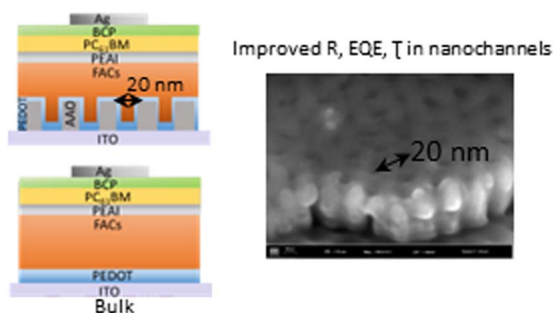 Ag
BCP
PC61BM
PEAI
FACs
20 nm
PEDOT
AAO
ITO
Ag
BCP
PC61BM
PEAI
FACs
PEDOT
ITO
Bulk
Improved R, EQE, Ʈ in nanochannels
20 nm